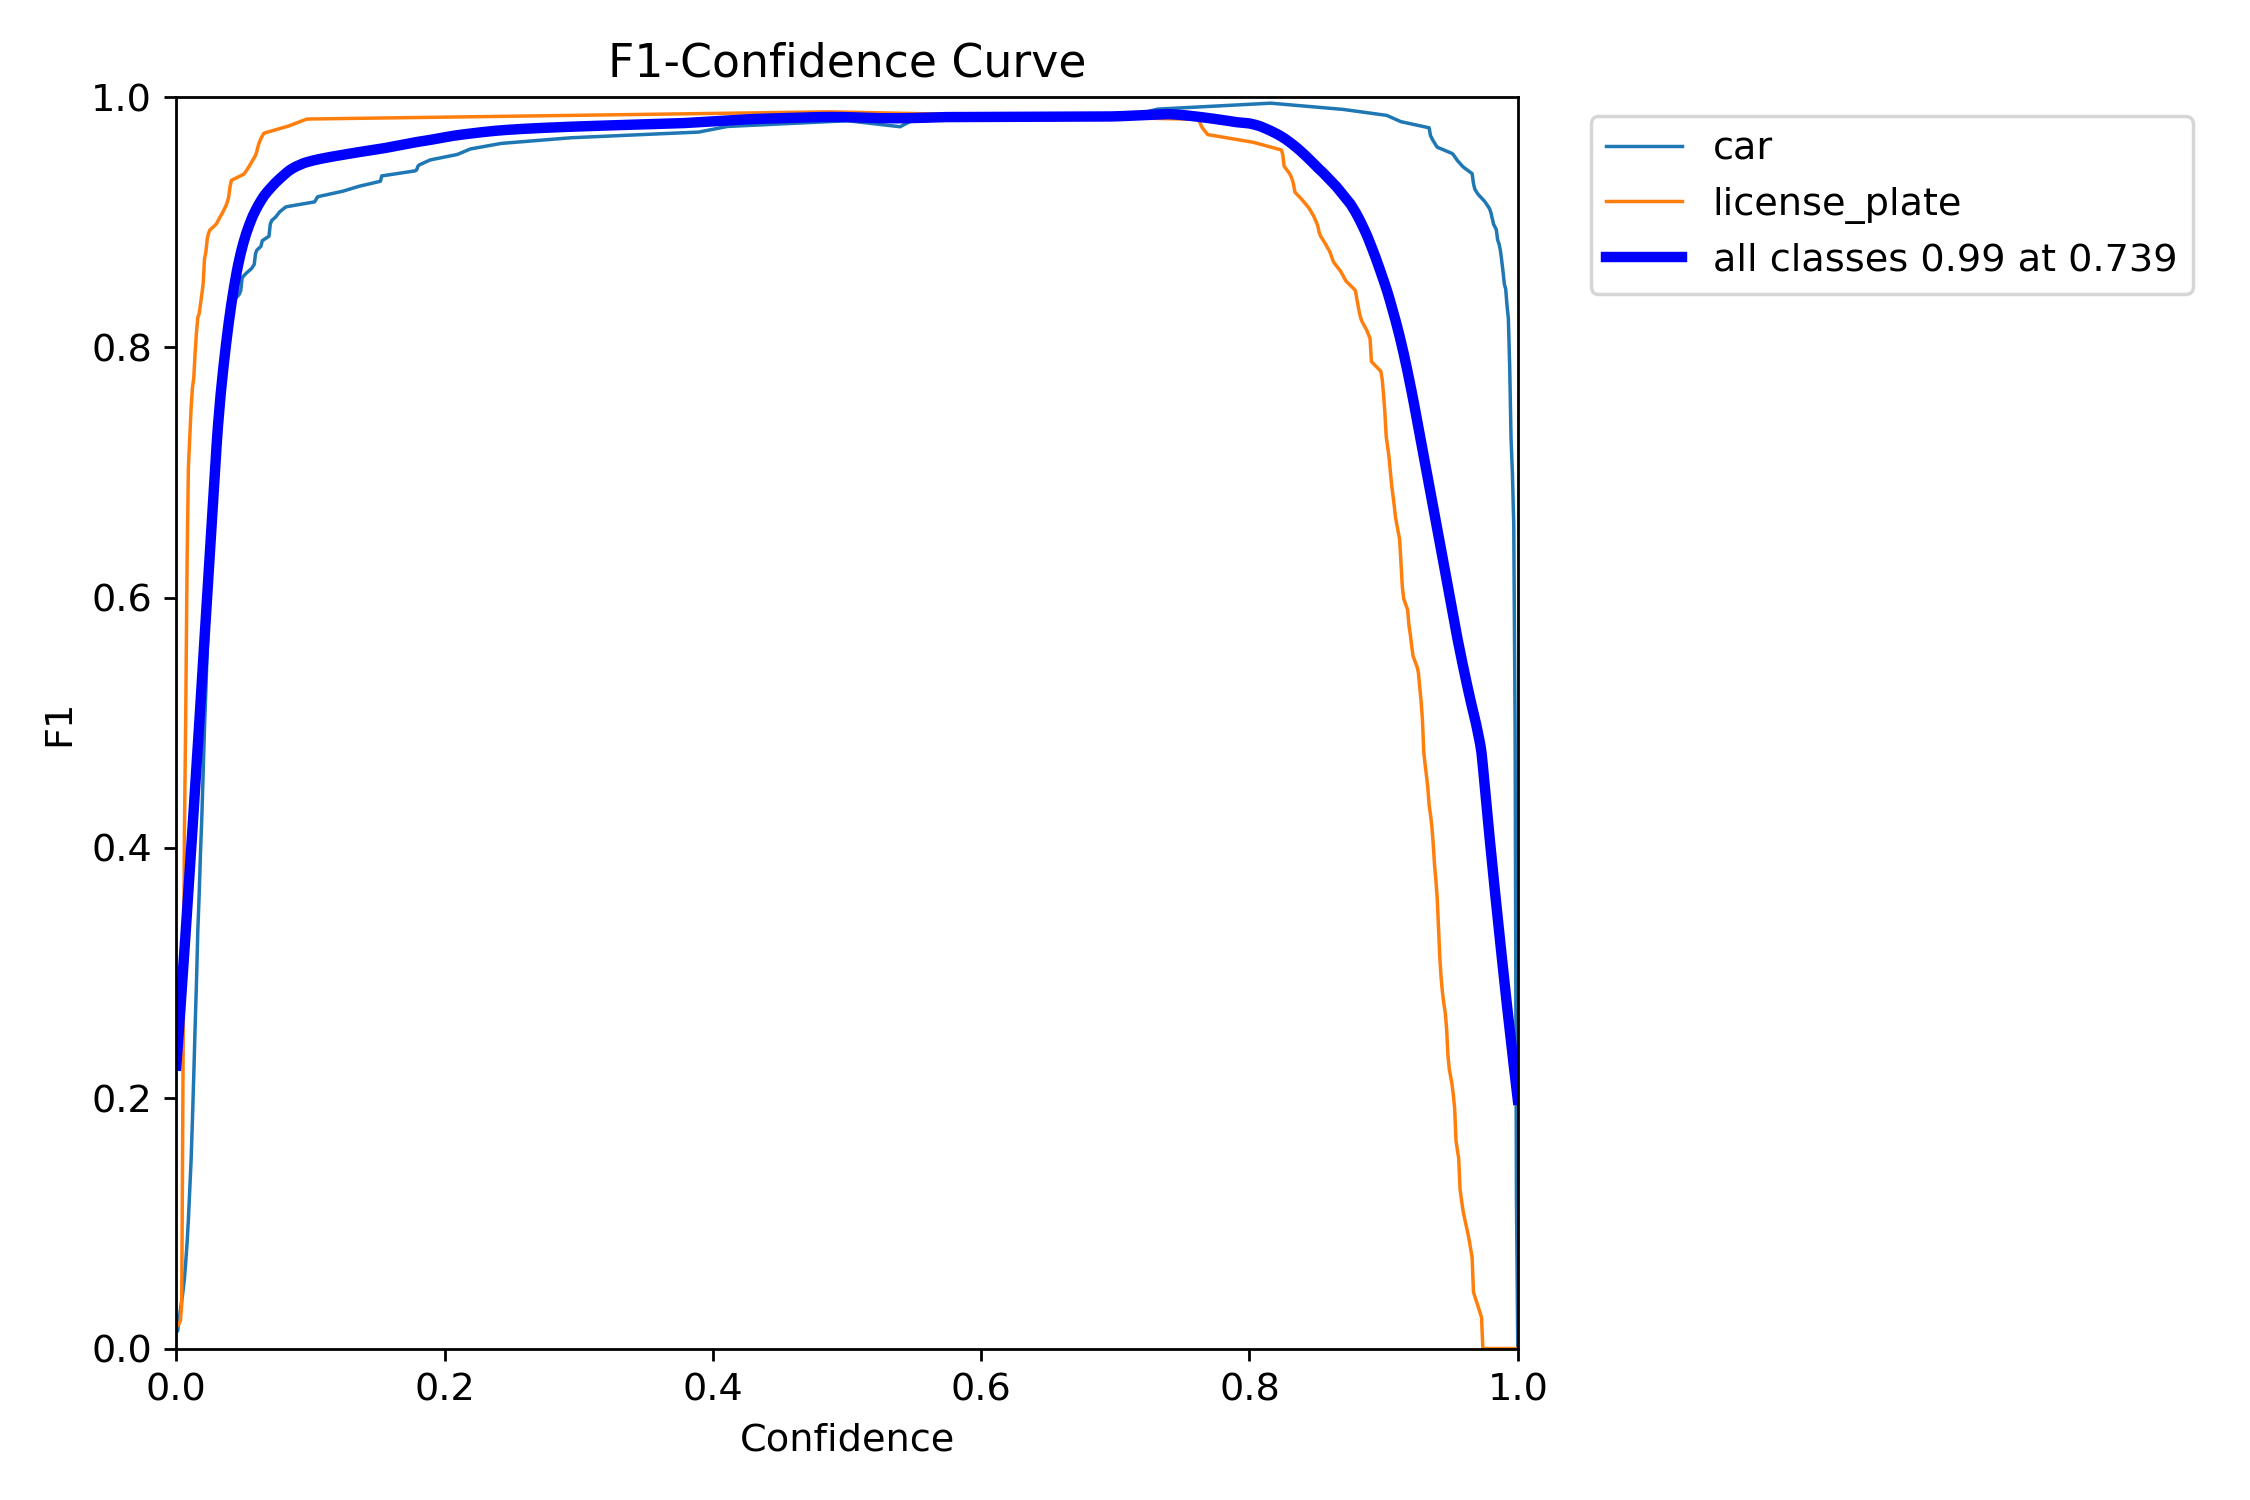 F1-Confidence Curve
1.0
0.8
0.6
0.4
0.2
0.0
F1
0.0 0.2 0.4 0.6 0.8 1.0
Confidence
car
license_plate
all classes 0.99 at 0.739